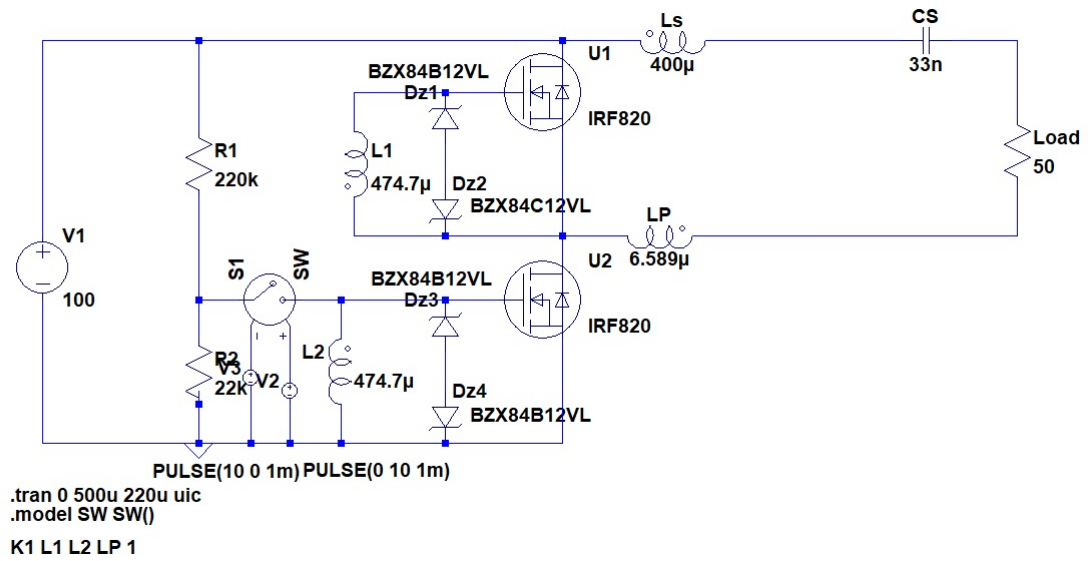 Ls
400µ
CS
33n
U1
IRF820
BZX84B12VL
Dz1
L1
474.7µ
Dz2
BZX84C12VL
R1
220k
Load
50
LP
6.589µ
V1
100
S1
SW
BZX84B12VL
Dz3
U2
IRF820
R2
22k
V3
V2
L2
474.7µ
Dz4
BZX84B12VL
PULSE(10 0 1m) PULSE(0 10 1m)
.tran 0 500u 220u uic
.model SW SW()
K1 L1 L2 LP 1